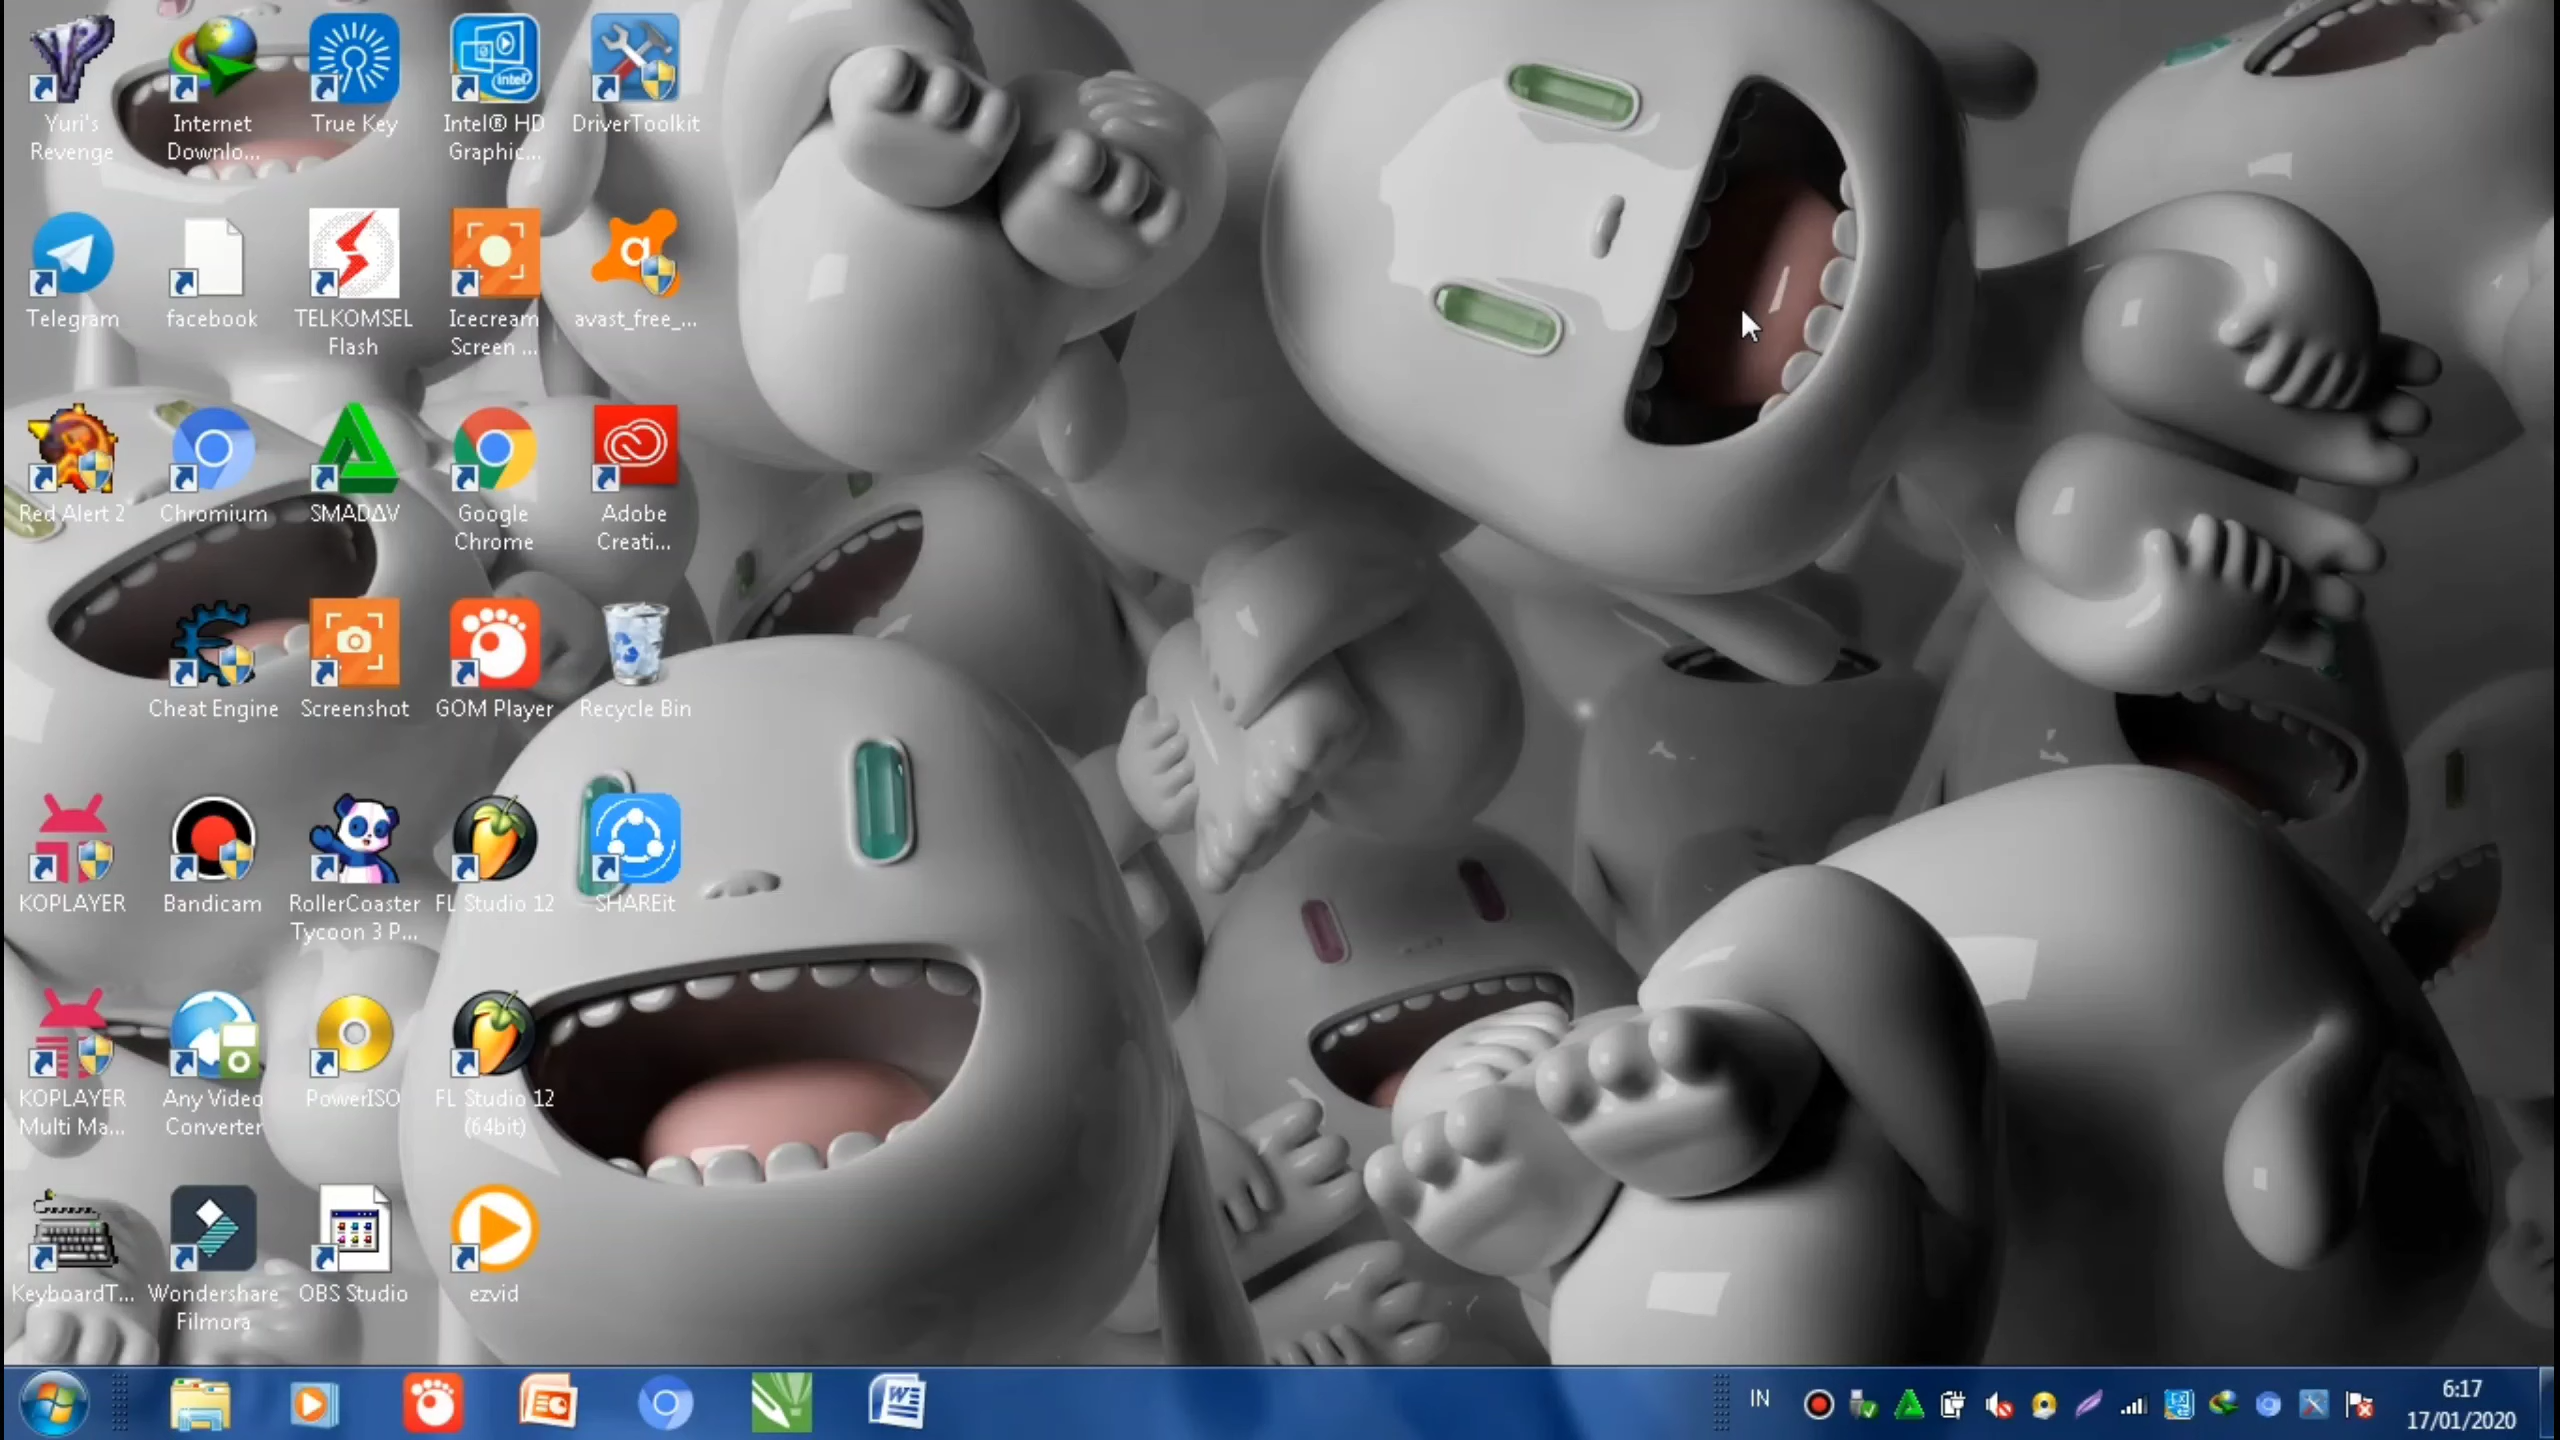 Yuri's
Revenge
Internet
Downlo...
True Key
Intel® HD
Graphic...
intel
DriverToolkit
Telegram
facebook
TELKOMSEL
Flash
Icecream
Screen ...
a
avast_free_...
Red Alert 2
Chromium
SMADΔV
Google
Chrome
Adobe
Creati...
Cheat Engine
Screenshot
GOM Player
Recycle Bin
KOPLAYER
Bandicam
RollerCoaster
Tycoon 3 P...
FL Studio 12
SHAREit
KOPLAYER
Multi Ma...
Any Video
Converter
PowerISO
FL Studio 12
(64bit)
KeyboardT...
Wondershare
Filmora
OBS Studio
ezvid
IN
6:17
17/01/2020